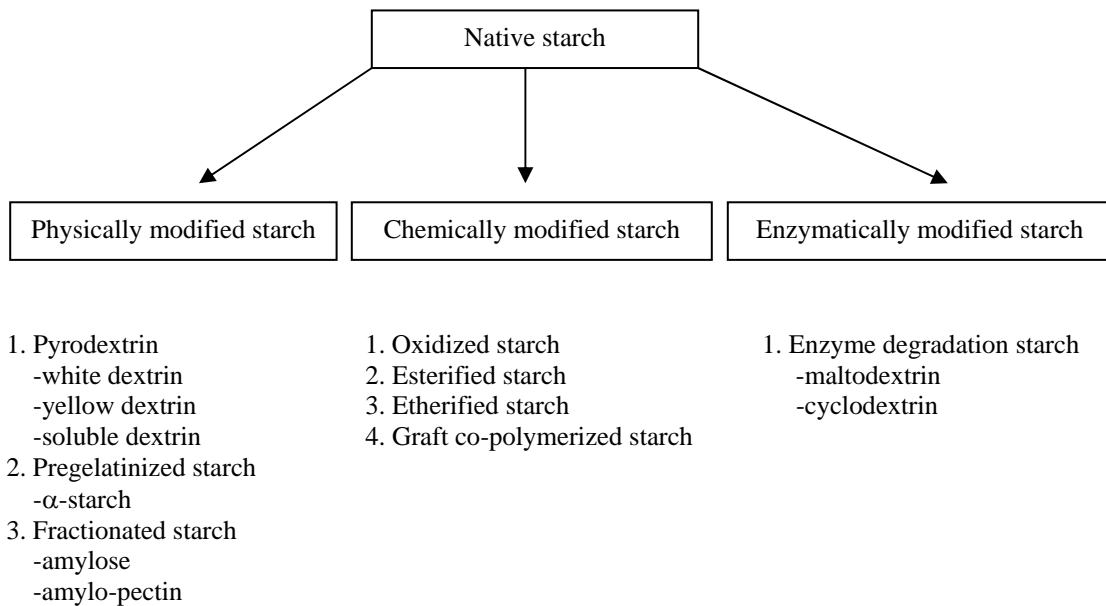 Native starch
Physically modified starch
Chemically modified starch
Enzymatically modified starch
1. Pyrodextrin
-white dextrin
-yellow dextrin
-soluble dextrin
2. Pregelatinized starch
-α-starch
3. Fractionated starch
-amylose
-amylo-pectin
1. Oxidized starch
2. Esterified starch
3. Etherified starch
4. Graft co-polymerized starch
1. Enzyme degradation starch
-maltodextrin
-cyclodextrin